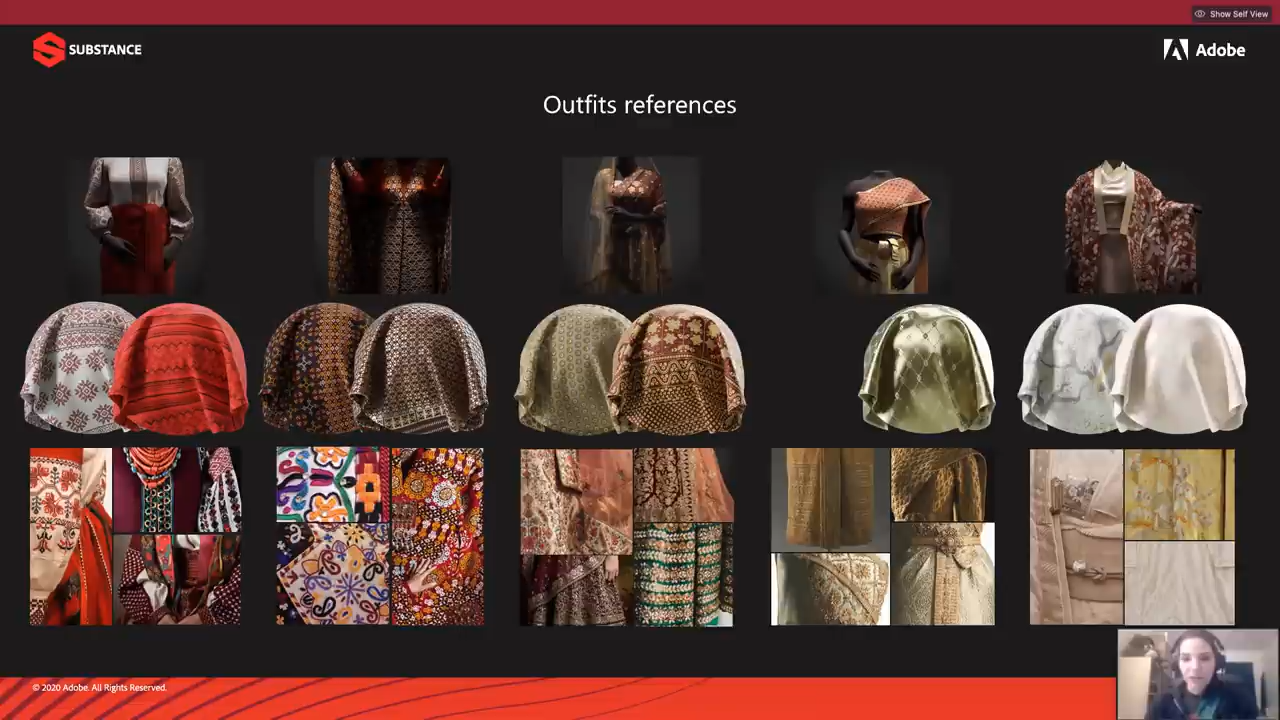 Show Self View
SUBSTANCE
Adobe
Outfits references
© 2020 Adobe. All Rights Reserved.